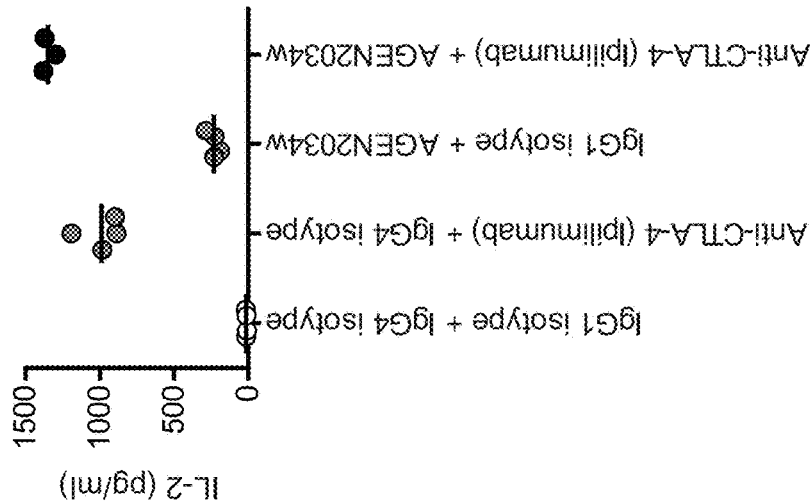 Anti-CTLA-4 (Ipilimumab) + AGEN2034w
IgG1 isotype + AGEN2034w
Anti-CTLA-4 (Ipilimumab) + IgG4 isotype
IgG1 isotype + IgG4 isotype
1500
1000
500
0
IL-2 (pg/ml)